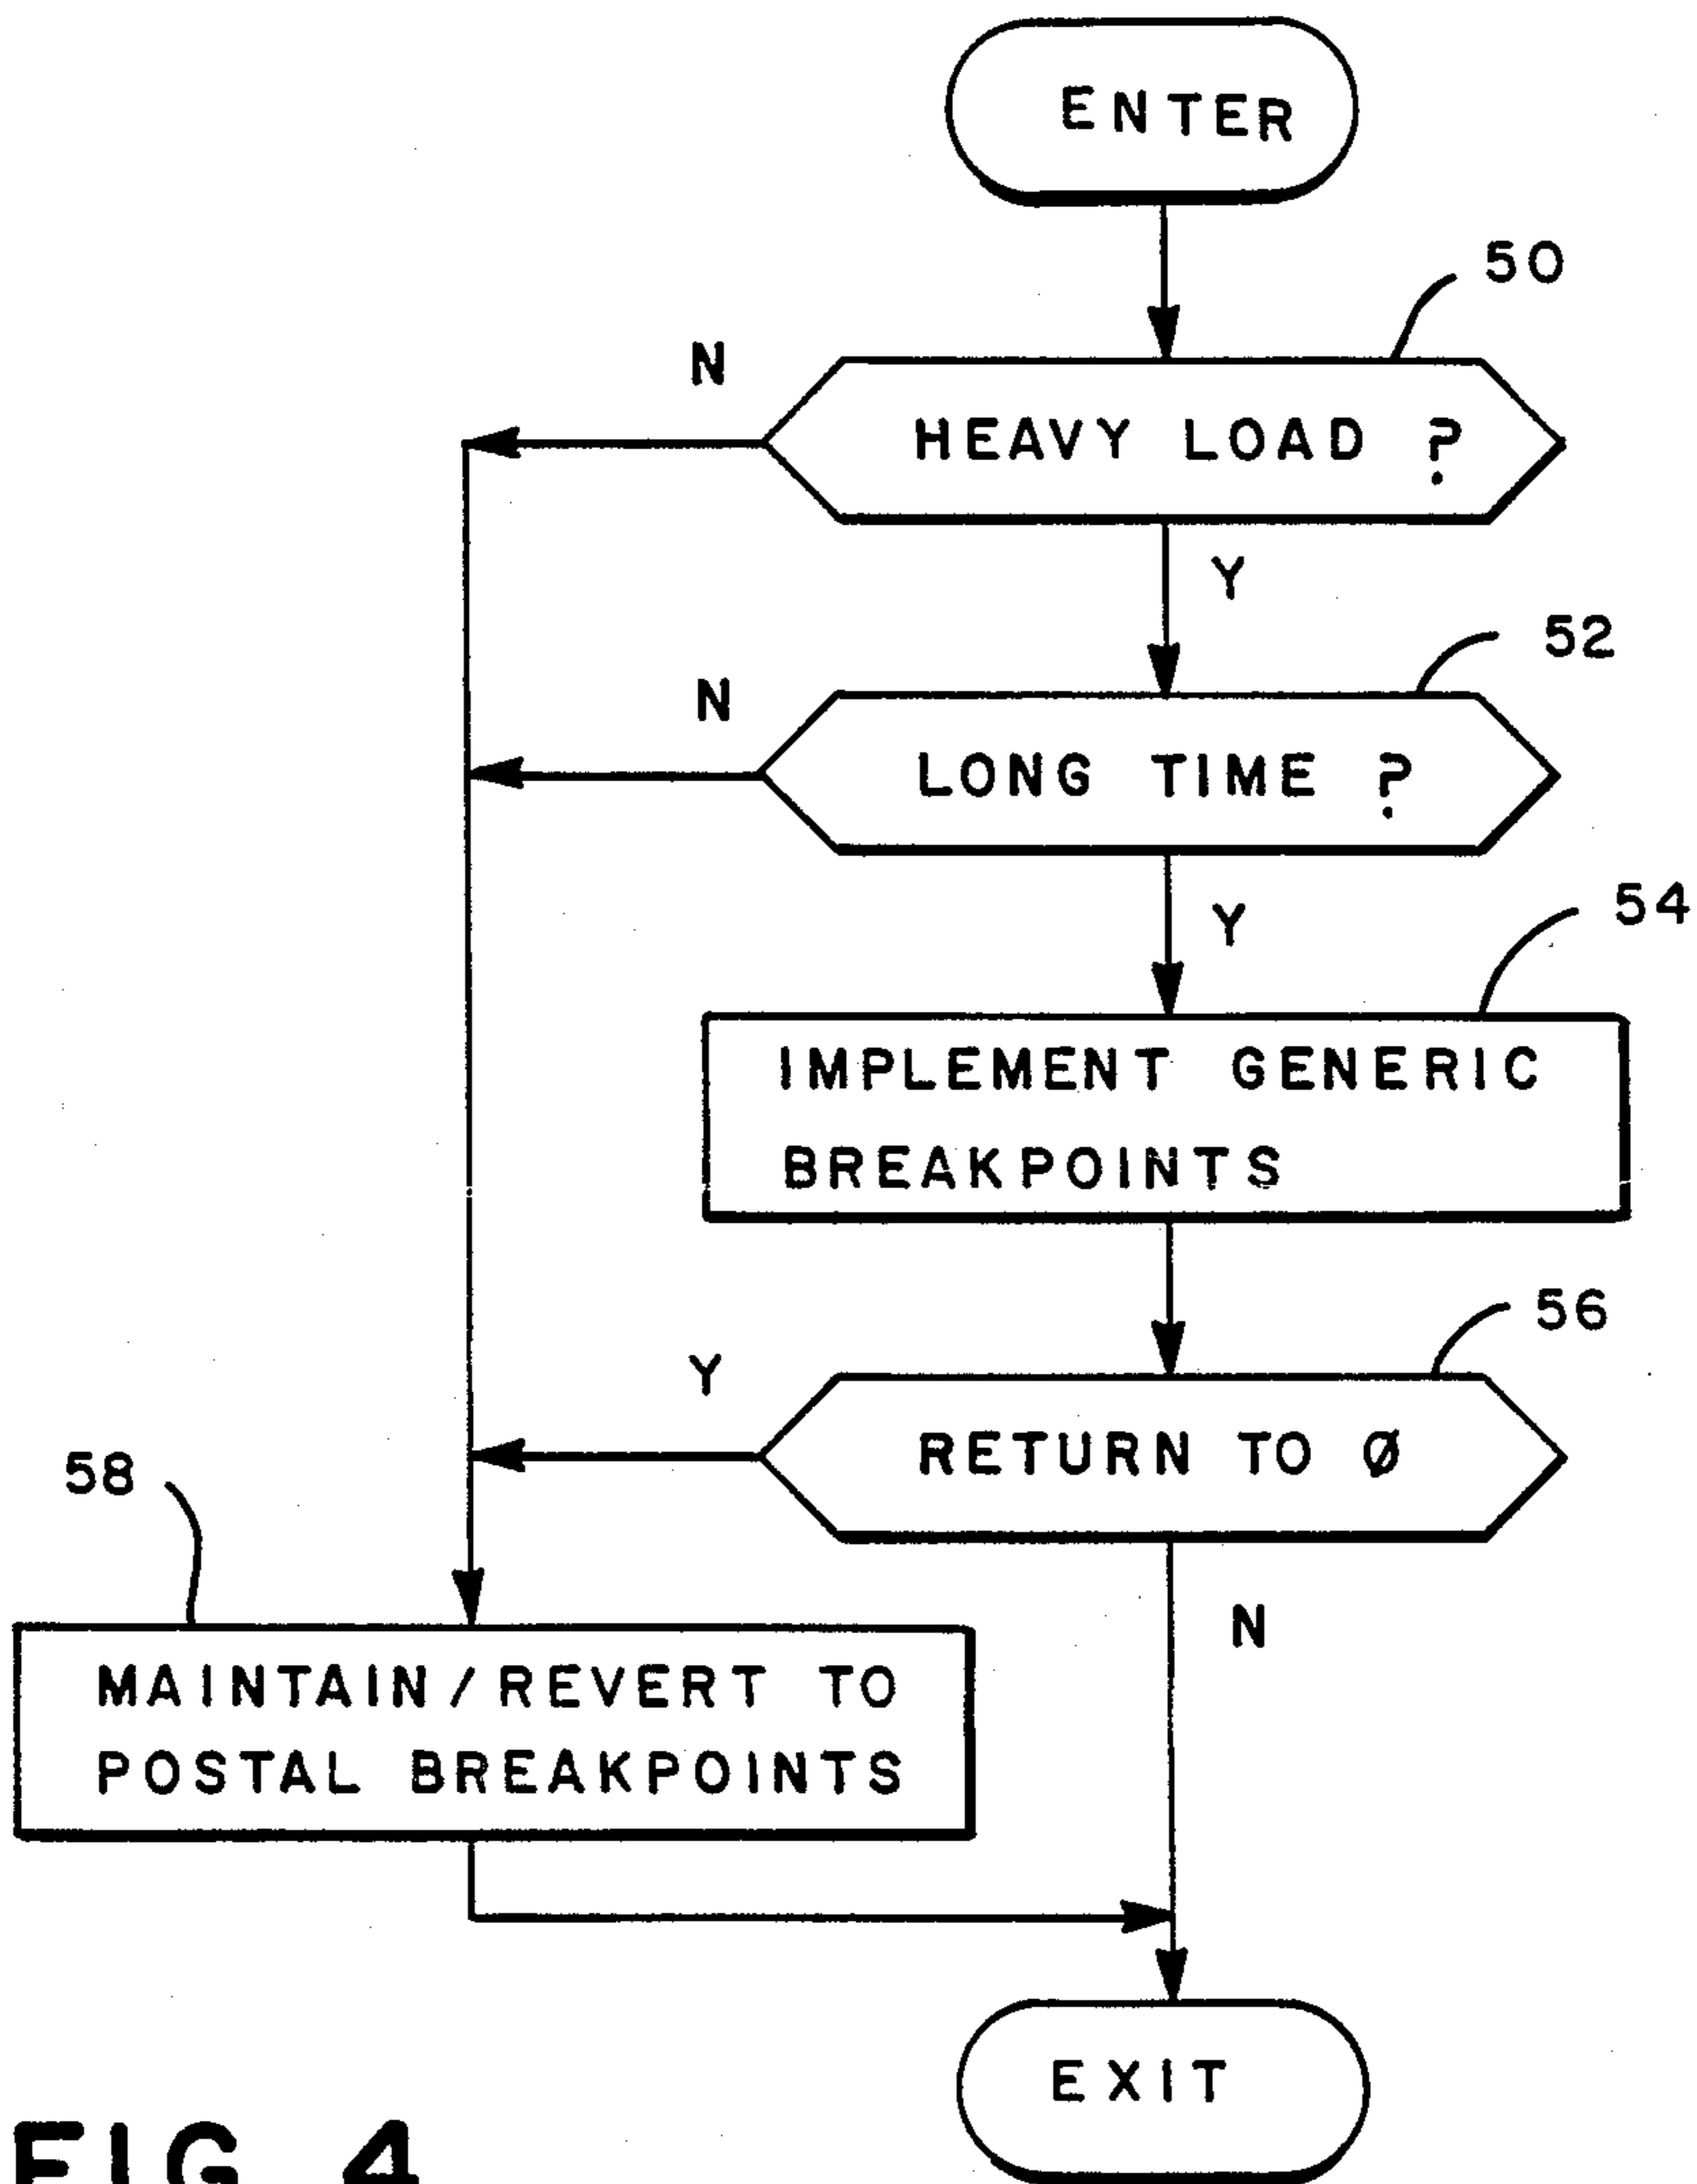 ENTER
50
N
HEAVY LOAD ?
Y
52
N
LONG TIME ?
Y
54
IMPLEMENT GENERIC
BREAKPOINTS
56
Y
RETURN TO Ø
58
N
MAINTAIN/REVERT TO
POSTAL BREAKPOINTS
EXIT
FIG. 4